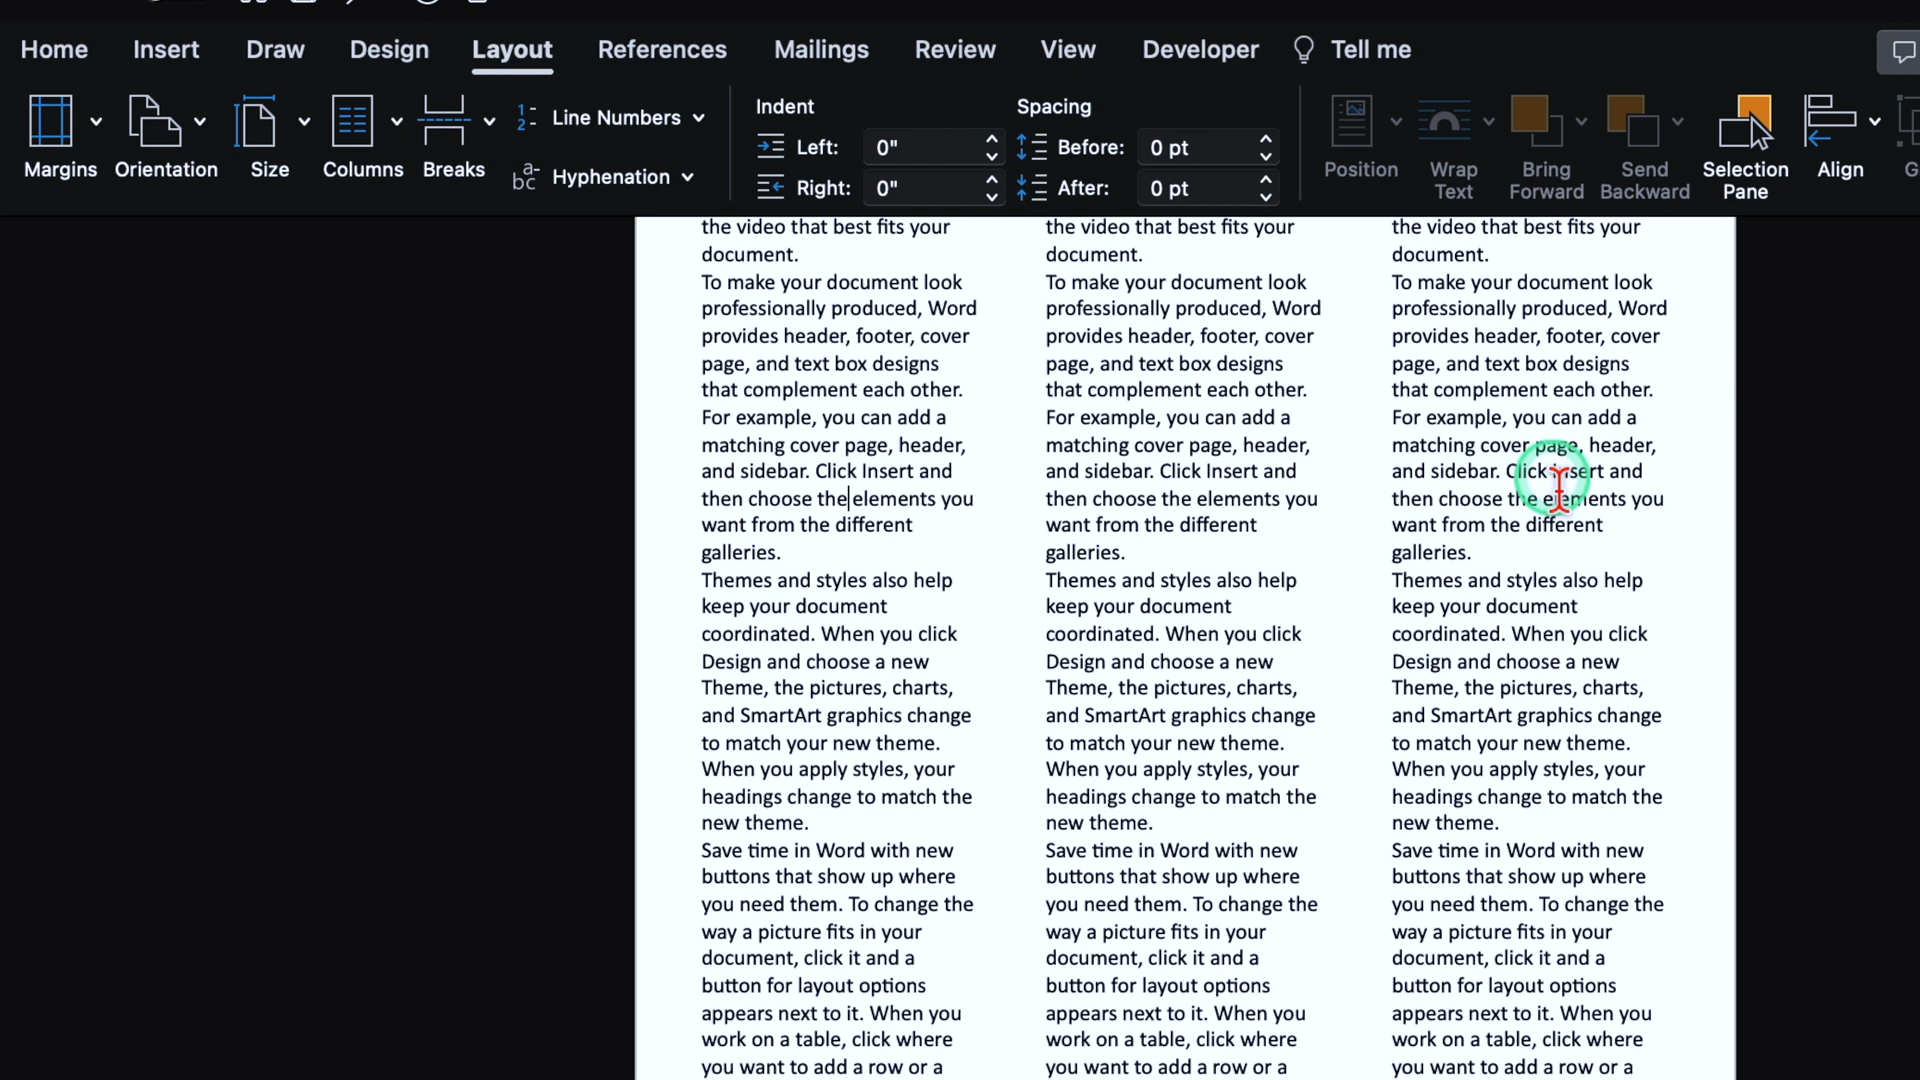 Home Insert Draw Design Layout References Mailings Review View Developer Tell me
Margins
Orientation
Size
Columns
Breaks
Line Numbers
Hyphenation
Indent
Left: 0"
Right: 0"
Spacing
Before: 0 pt
After: 0 pt
Position
Wrap
Text
Bring
Forward
Send
Backward
Selection
Pane
Align
the video that best fits your
document.
To make your document look
professionally produced, Word
provides header, footer, cover
page, and text box designs
that complement each other.
For example, you can add a
matching cover page, header,
and sidebar. Click Insert and
then choose the elements you
want from the different
galleries.
Themes and styles also help
keep your document
coordinated. When you click
Design and choose a new
Theme, the pictures, charts,
and SmartArt graphics change
to match your new theme.
When you apply styles, your
headings change to match the
new theme.
Save time in Word with new
buttons that show up where
you need them. To change the
way a picture fits in your
document, click it and a
button for layout options
appears next to it. When you
work on a table, click where
you want to add a row or a
the video that best fits your
document.
To make your document look
professionally produced, Word
provides header, footer, cover
page, and text box designs
that complement each other.
For example, you can add a
matching cover page, header,
and sidebar. Click Insert and
then choose the elements you
want from the different
galleries.
Themes and styles also help
keep your document
coordinated. When you click
Design and choose a new
Theme, the pictures, charts,
and SmartArt graphics change
to match your new theme.
When you apply styles, your
headings change to match the
new theme.
Save time in Word with new
buttons that show up where
you need them. To change the
way a picture fits in your
document, click it and a
button for layout options
appears next to it. When you
work on a table, click where
you want to add a row or a
the video that best fits your
document.
To make your document look
professionally produced, Word
provides header, footer, cover
page, and text box designs
that complement each other.
For example, you can add a
matching cover page, header,
and sidebar. Click Insert and
then choose the elements you
want from the different
galleries.
Themes and styles also help
keep your document
coordinated. When you click
Design and choose a new
Theme, the pictures, charts,
and SmartArt graphics change
to match your new theme.
When you apply styles, your
headings change to match the
new theme.
Save time in Word with new
buttons that show up where
you need them. To change the
way a picture fits in your
document, click it and a
button for layout options
appears next to it. When you
work on a table, click where
you want to add a row or a